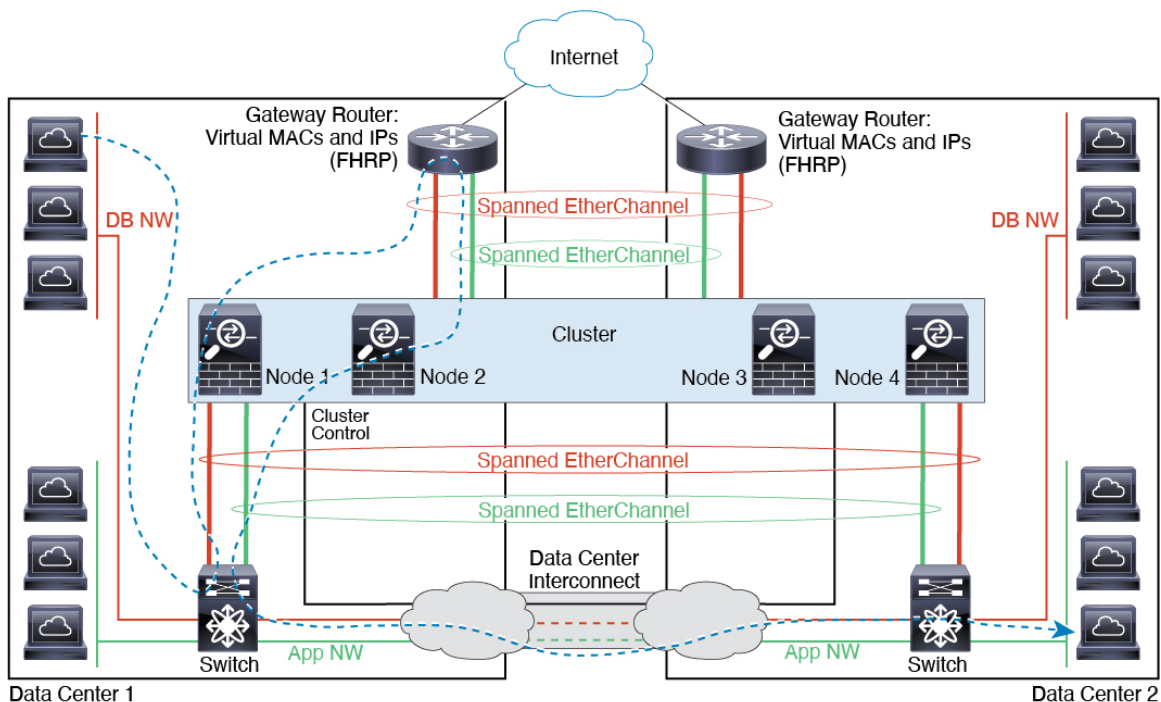 Internet
Gateway Router:
Virtual MACs and IPs
(FHRP)
Gateway Router:
Virtual MACs and IPs
(FHRP)
DB NW
Spanned EtherChannel
DB NW
Spanned EtherChannel
Cluster
Node 1
Node 2
Node 3
Node 4
Cluster
Control
Spanned EtherChannel
Spanned EtherChannel
Data Center
Interconnect
Switch
App NW
App NW
Switch
Data Center 1
Data Center 2